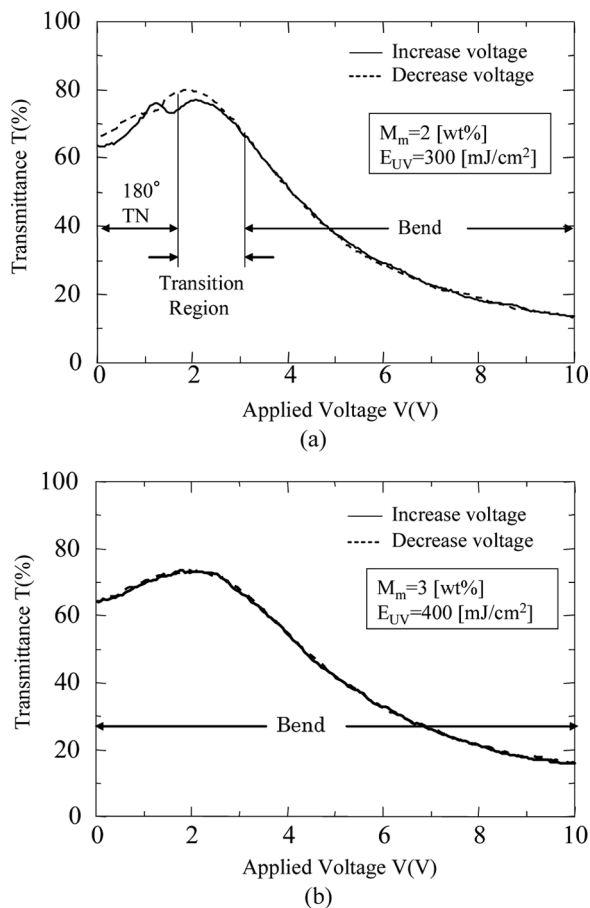 100
80
60
40
20
0
Transmittance T(%)
Increase voltage
Decrease voltage
Mm=2 [wt%]
EUV=300 [mJ/cm²]
180°
TN
Bend
Transition
Region
0
2
4
6
8
10
Applied Voltage V(V)
(a)
100
80
60
40
20
0
Transmittance T(%)
Increase voltage
Decrease voltage
Mm=3 [wt%]
EUV=400 [mJ/cm²]
Bend
0
2
4
6
8
10
Applied Voltage V(V)
(b)